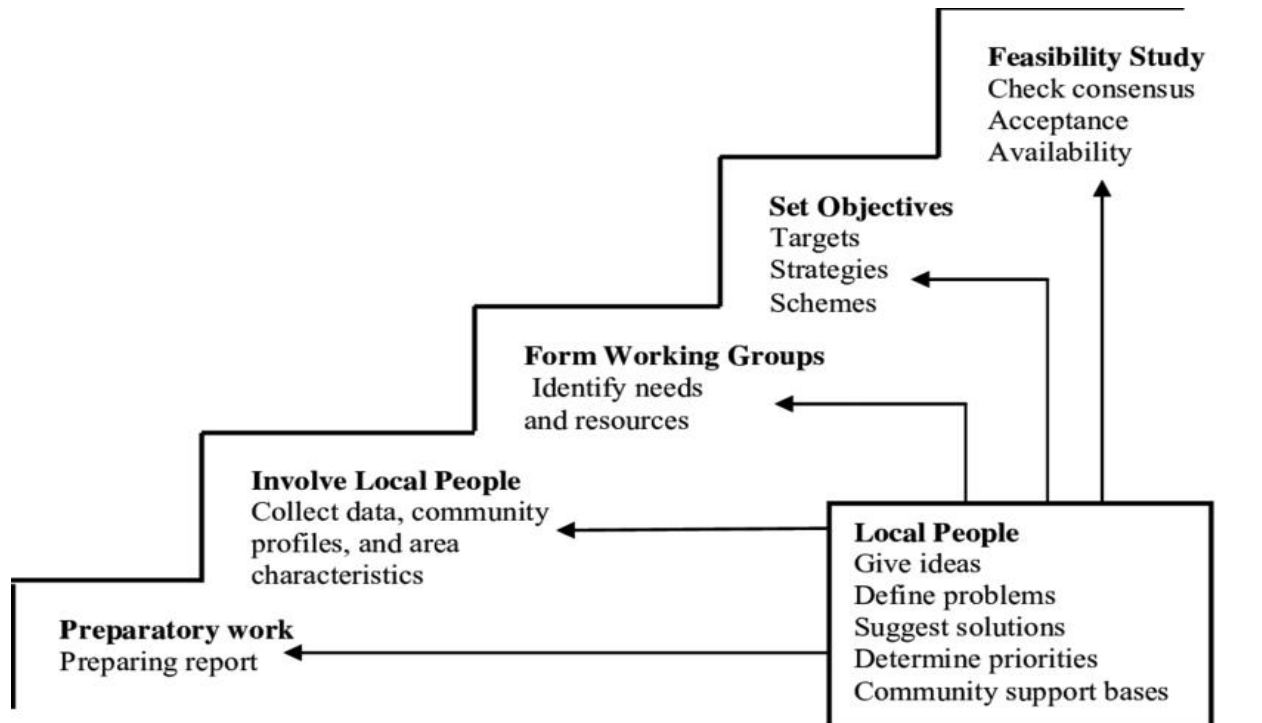 Feasibility Study
Check consensus
Acceptance
Availability
Set Objectives
Targets
Strategies
Schemes
Form Working Groups
Identify needs
and resources
Involve Local People
Collect data, community
profiles, and area
characteristics
Preparatory work
Preparing report
Local People
Give ideas
Define problems
Suggest solutions
Determine priorities
Community support bases